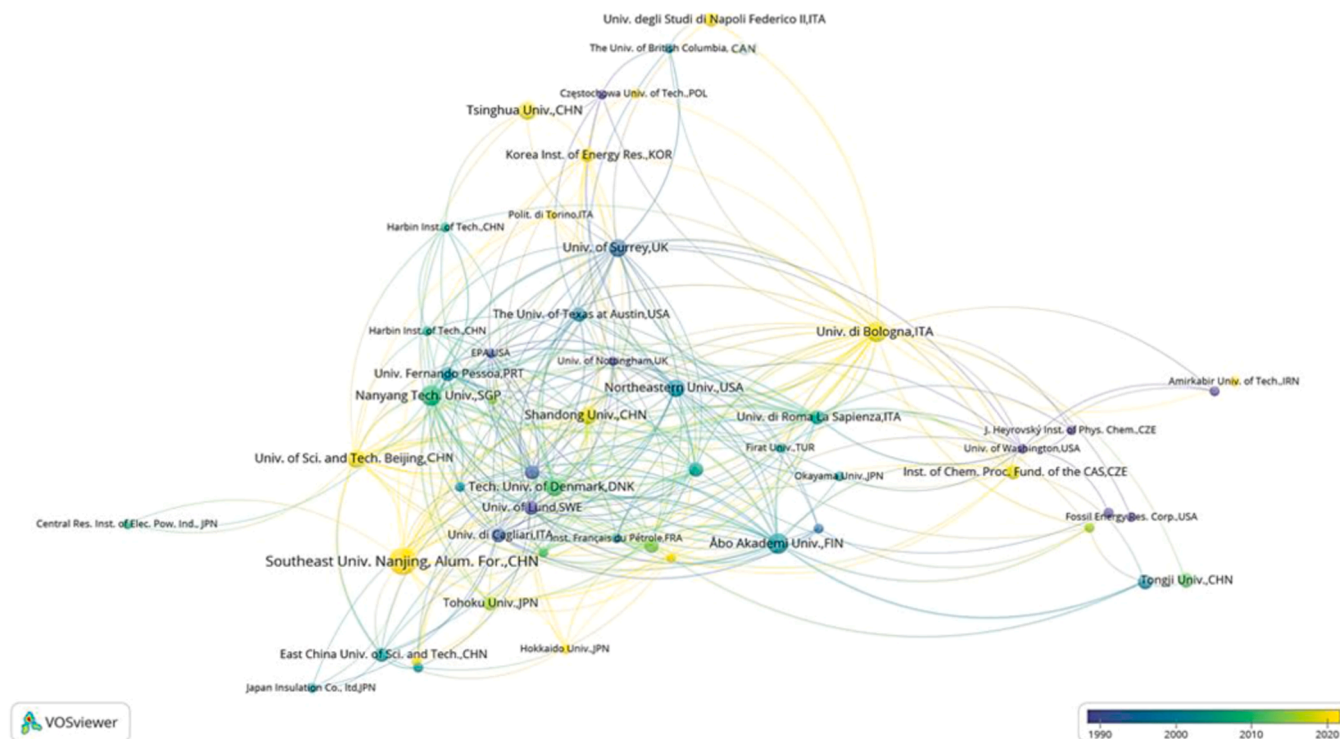 Univ. degli Studi di Napoli Federico II,ITA
The Univ. of British Columbia, CAN
Częstochowa Univ. of Tech.,POL
Tsinghua Univ.,CHN
Korea Inst. of Energy Res.,KOR
Polit. di Torino,ITA
Harbin Inst. of Tech.,CHN
Univ. of Surrey,UK
The Univ. of Texas at Austin,USA
Harbin Inst. of Tech.,CHN
Univ. di Bologna,ITA
EPA,USA
Univ. of Nottingham,UK
Univ. Fernando Pessoa,PRT
Amirkabir Univ. of Tech.,IRN
Northeastern Univ.,USA
Nanyang Tech. Univ.,SGP
Shandong Univ.,CHN
Univ. di Roma La Sapienza,ITA
J. Heyrovský Inst. of Phys. Chem.,CZE
Firat Univ.,TUR
Univ. of Washington,USA
Univ. of Sci. and Tech. Beijing,CHN
Inst. of Chem. Proc. Fund. of the CAS,CZE
Okayama Univ.,JPN
Tech. Univ. of Denmark,DNK
Univ. of Lund,SWE
Fossil Energy Res. Corp.,USA
Central Res. Inst. of Elec. Pow. Ind., JPN
Univ. di Cagliari,ITA
Inst. Français du Pétrole,FRA
Åbo Akademi Univ.,FIN
Southeast Univ. Nanjing, Alum. For.,CHN
Tongji Univ.,CHN
Tohoku Univ.,JPN
Hokkaido Univ.,JPN
East China Univ. of Sci. and Tech.,CHN
Japan Insulation Co., ltd,JPN
VOSviewer
1990 2000 2010 2020